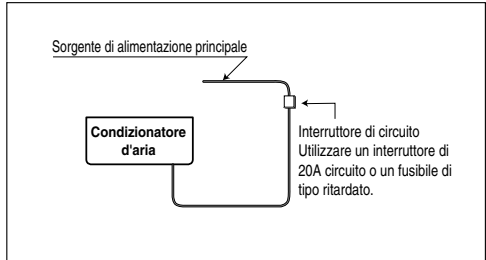 Sorgente di alimentazione principale
Condizionatore
d'aria
Interruttore di circuito
Utilizzare un interruttore di
20A circuito o un fusibile di
tipo ritardato.